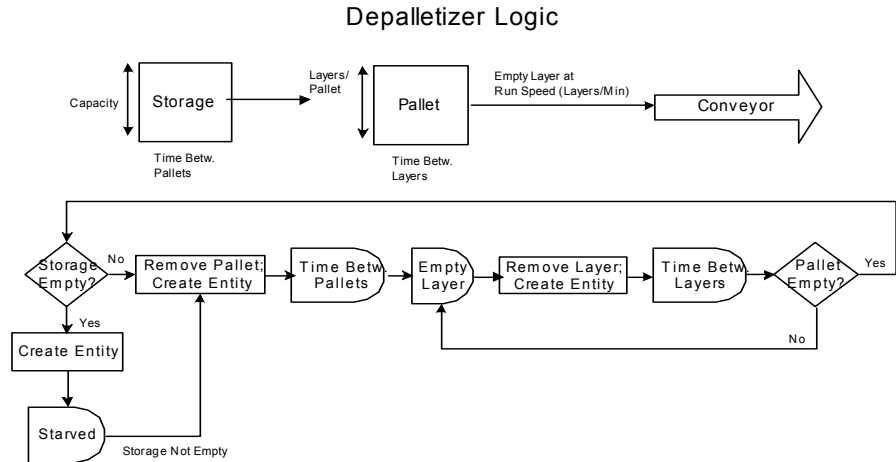 Depalletizer Logic
Capacity
Storage
Time Betw.
Pallets
Layers/
Pallet
Pallet
Time Betw.
Layers
Empty Layer at
Run Speed (Layers/Min)
Conveyor
Storage
Empty?
No
Yes
Remove Pallet;
Create Entity
Time Betw.
Pallets
Empty
Layer
Remove Layer;
Create Entity
Time Betw.
Layers
Pallet
Empty?
Yes
No
Create Entity
Starved
Storage Not Empty